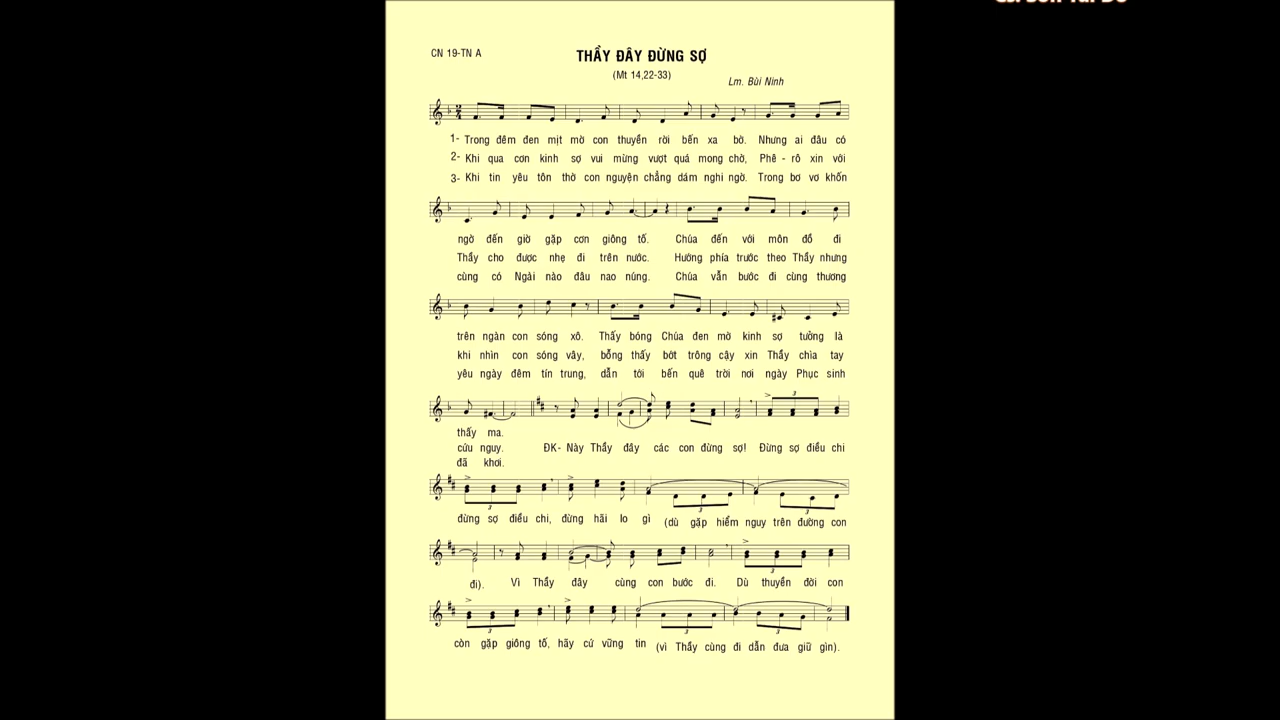 CN 19-TN A
THẦY ĐÂY ĐỪNG SỢ
(Mt 14,22-33)
Lm. Bùi Ninh
1- Trong đêm đen mịt mờ con thuyền rời bến xa bờ. Nhưng ai đâu có
2- Khi qua cơn kinh sợ vui mừng vượt quá mong chờ, Phê - rô xin với
3- Khi tin yêu tôn thờ con nguyện chẳng dám nghi ngờ. Trong bơ vơ khốn
ngờ đến giờ gặp cơn giông tố. Chúa đến với môn đồ đi
Thầy cho được nhẹ đi trên nước. Hướng phía trước theo Thầy nhưng
cùng có Ngài nào đâu nao núng. Chúa vẫn bước đi cùng thương
trên ngàn con sóng xô. Thấy bóng Chúa đen mờ kinh sợ tưởng là
khi nhìn con sóng vây, bỗng thấy bớt trông cậy xin Thầy chìa tay
yêu ngày đêm tín trung, dẫn tôi bến quê trời nơi ngày Phục sinh
thấy ma.
cứu nguy. ĐK- Này Thầy đây các con đừng sợ! Đừng sợ điều chi
đã khơi.
đừng sợ điều chi, đừng hãi lo gì (dù gặp hiểm nguy trên đường con
đi). Vì Thầy đây cùng con bước đi. Dù thuyền đời con
còn gặp giông tố, hãy cứ vững tin (vì Thầy cùng đi dẫn đưa giữ gìn).